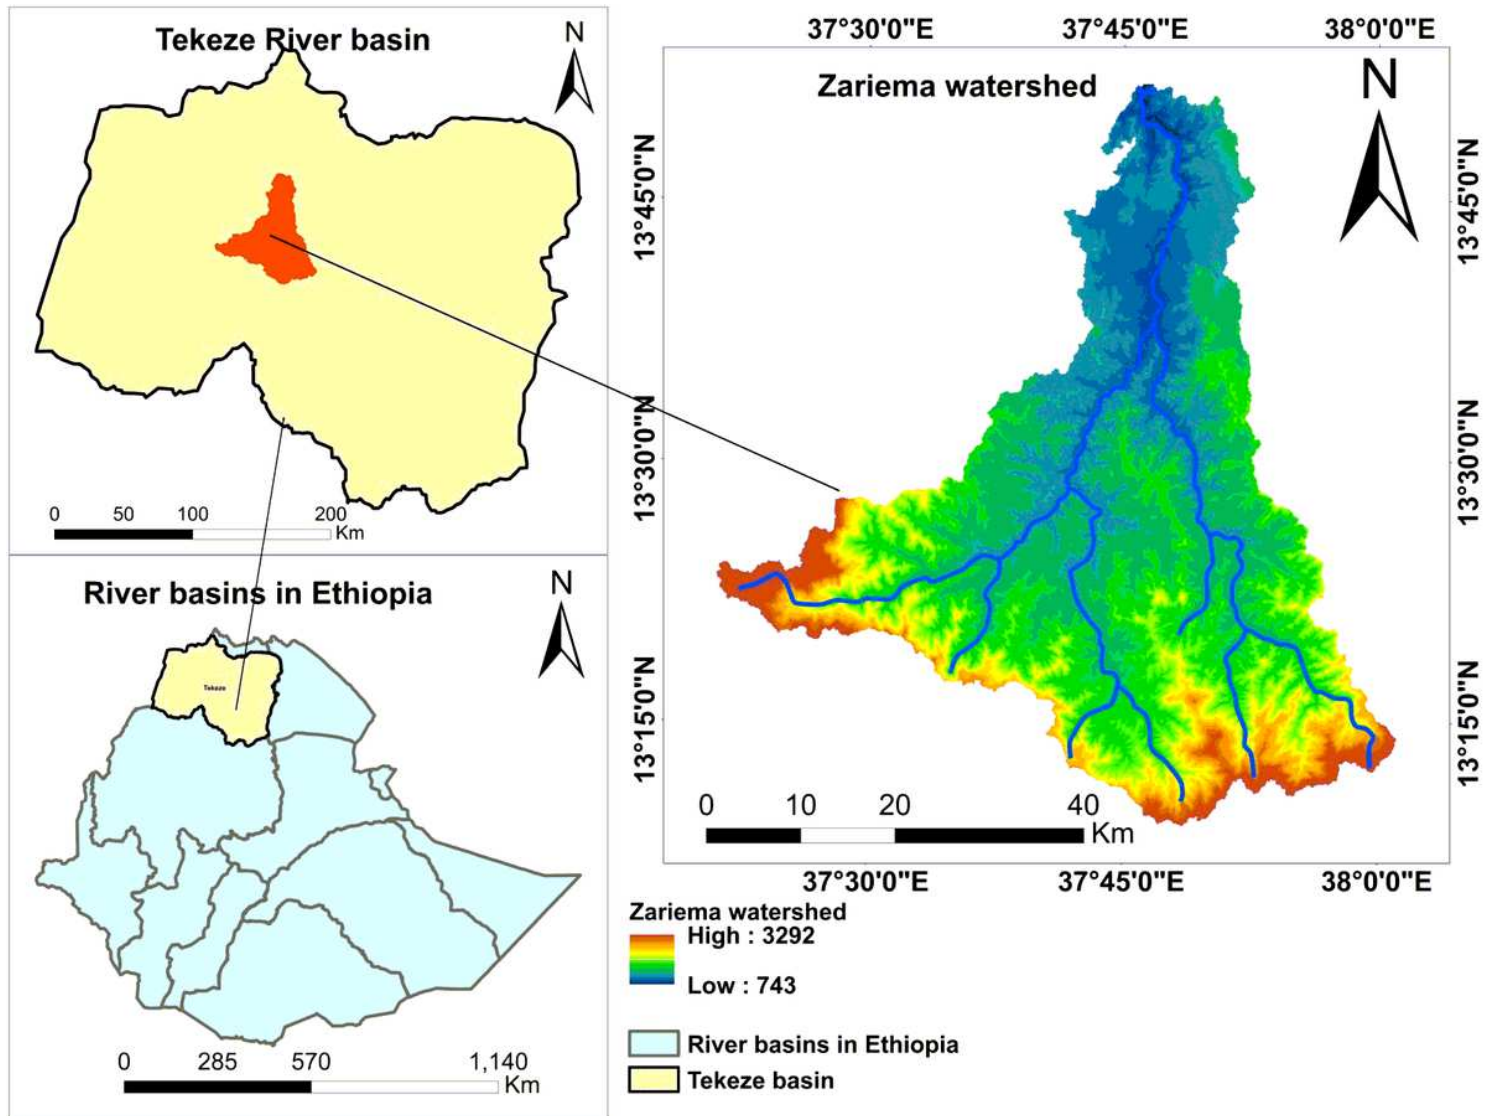 Tekeze River basin
N
0 50 100 200
Km
River basins in Ethiopia
N
Tekeze
0 285 570 1,140
Km
37°30'0"E 37°45'0"E 38°0'0"E
Zariema watershed
N
13°45'0"N 13°45'0"N
13°30'0"N 13°30'0"N
13°15'0"N 13°15'0"N
0 10 20 40
Km
37°30'0"E 37°45'0"E 38°0'0"E
Zariema watershed
High : 3292
Low : 743
River basins in Ethiopia
Tekeze basin